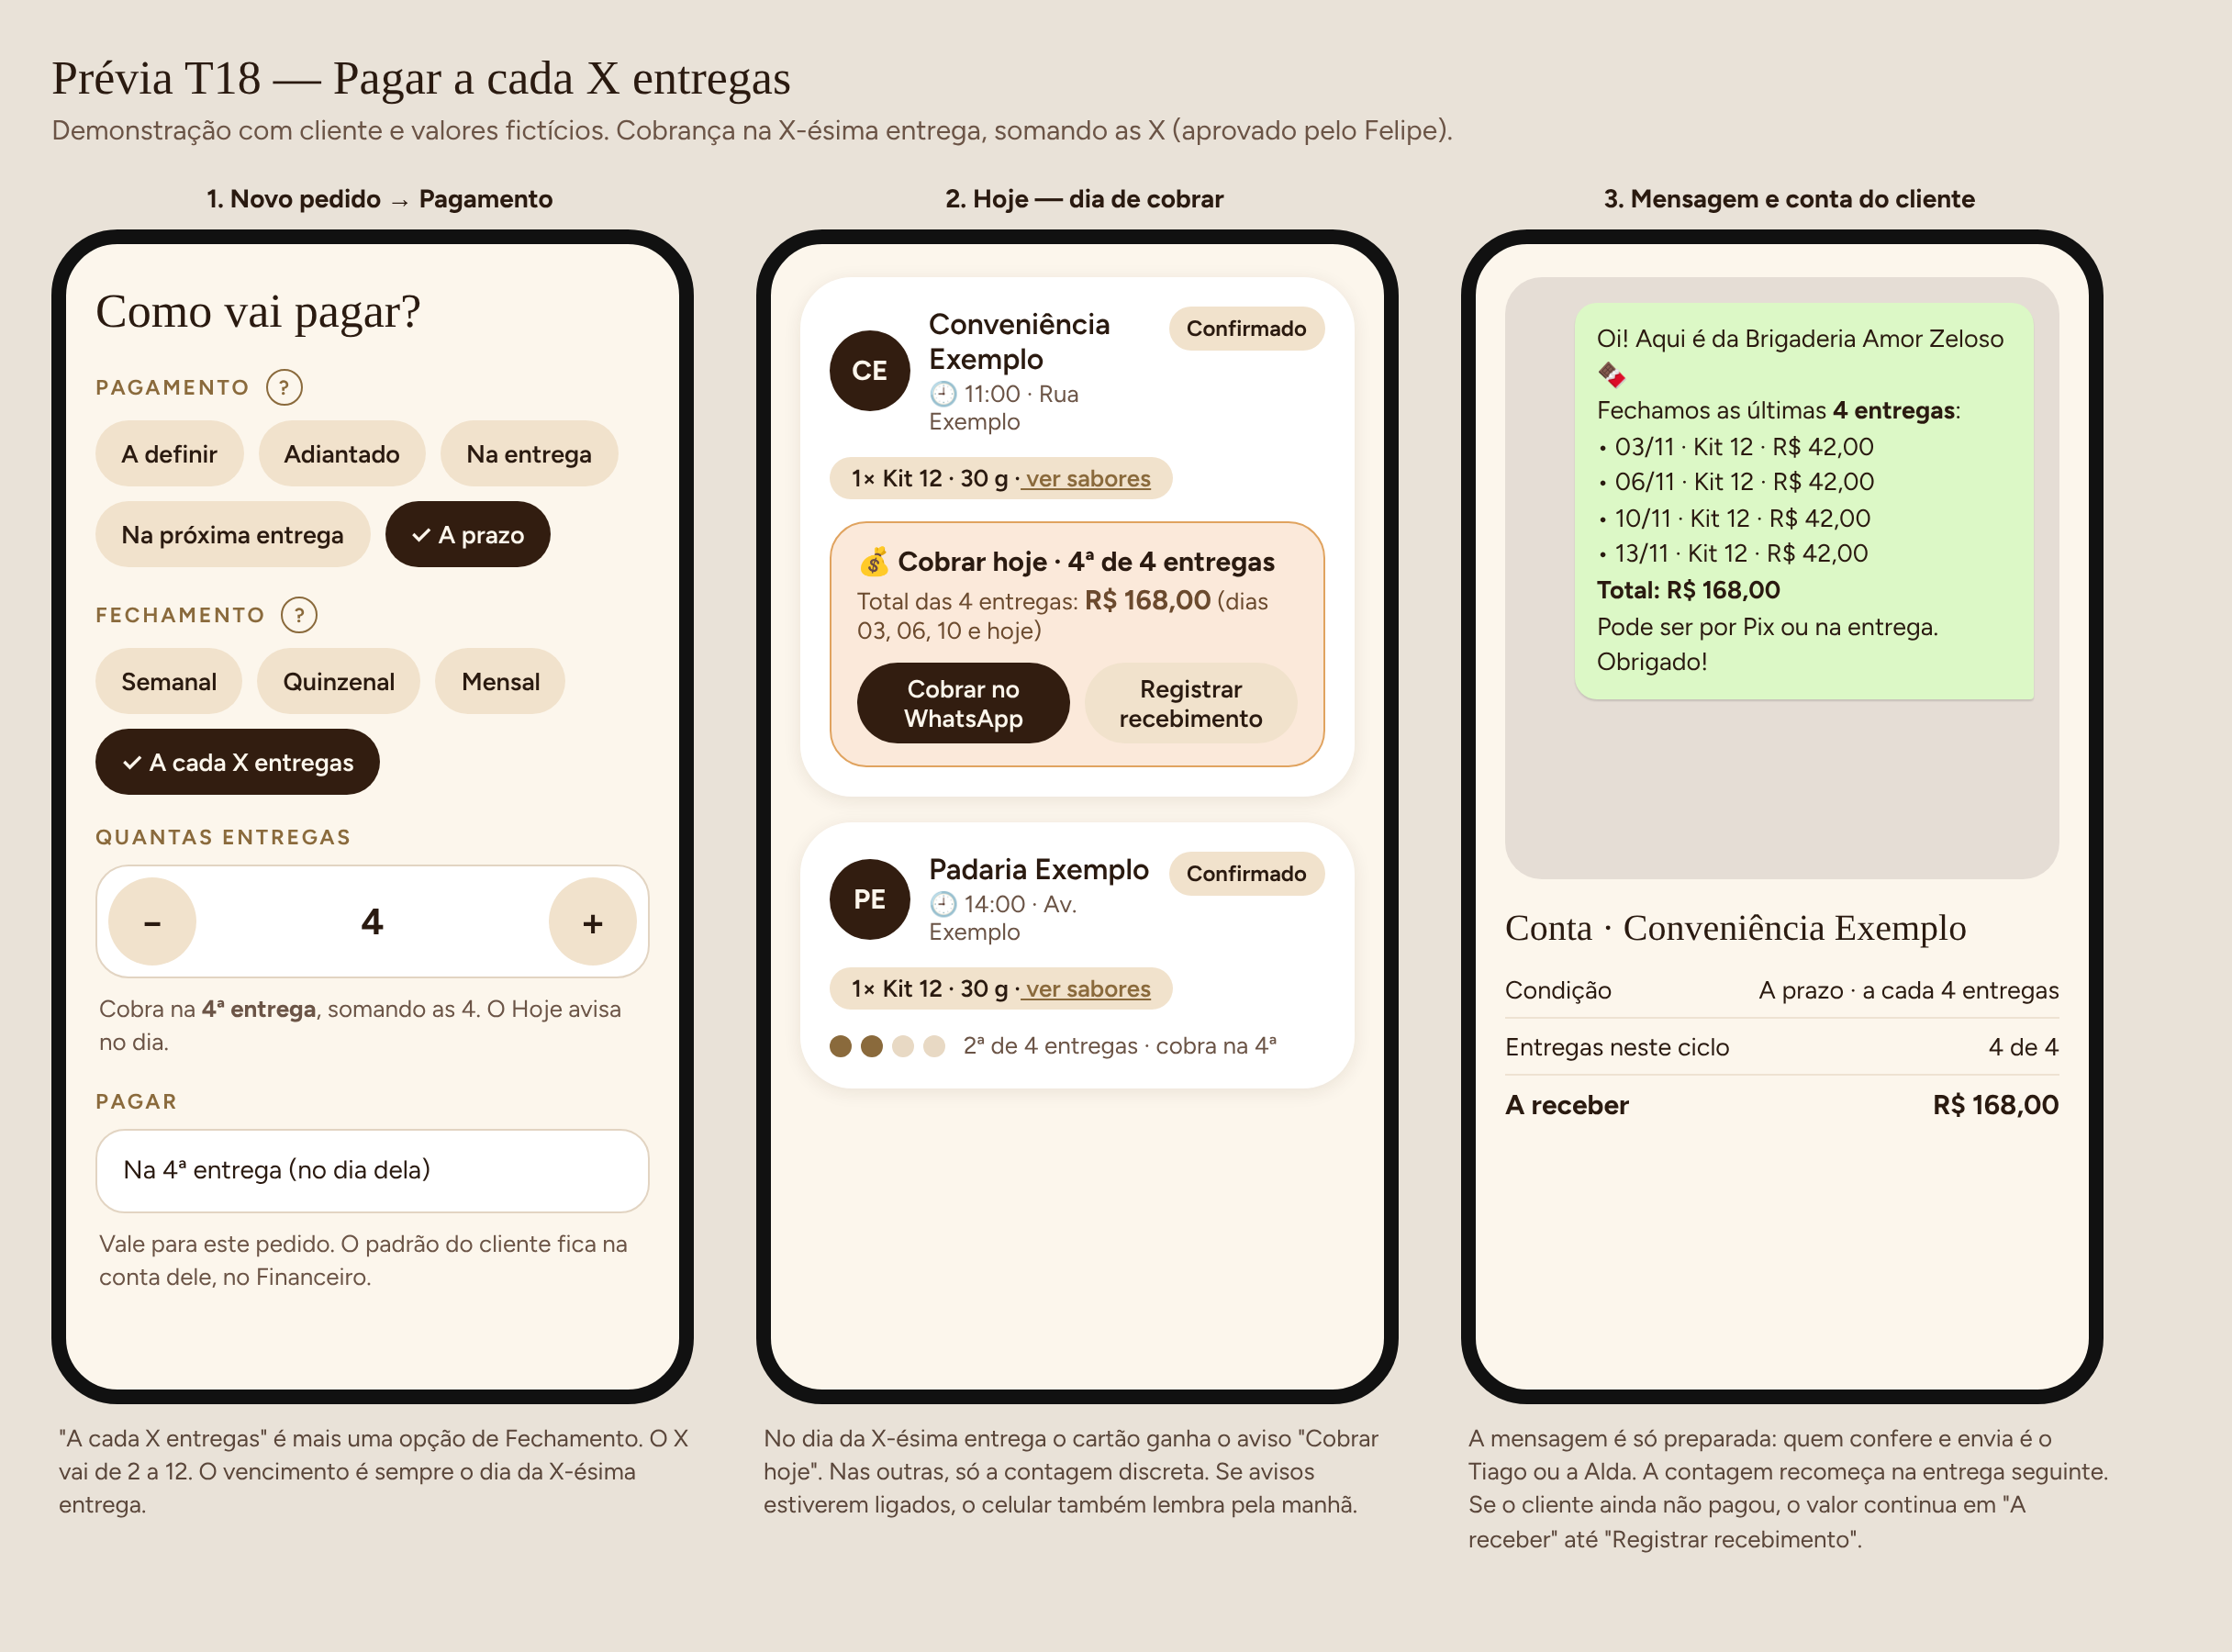 Prévia T18 — Pagar a cada X entregas
Demonstração com cliente e valores fictícios. Cobrança na X-ésima entrega, somando as X (aprovado pelo Felipe).
1. Novo pedido → Pagamento
Como vai pagar?
PAGAMENTO ?
A definir
Adiantado
Na entrega
Na próxima entrega
✓ A prazo
FECHAMENTO ?
Semanal
Quinzenal
Mensal
✓ A cada X entregas
QUANTAS ENTREGAS
– 4 +
Cobra na 4ª entrega, somando as 4. O Hoje avisa
no dia.
PAGAR
Na 4ª entrega (no dia dela)
Vale para este pedido. O padrão do cliente fica na
conta dele, no Financeiro.
"A cada X entregas" é mais uma opção de Fechamento. O X
vai de 2 a 12. O vencimento é sempre o dia da X-ésima
entrega.
2. Hoje — dia de cobrar
CE
Conveniência
Exemplo
🕘 11:00 · Rua
Exemplo
Confirmado
1× Kit 12 · 30 g · ver sabores
💰 Cobrar hoje · 4ª de 4 entregas
Total das 4 entregas: R$ 168,00 (dias
03, 06, 10 e hoje)
Cobrar no
WhatsApp
Registrar
recebimento
PE
Padaria Exemplo
🕘 14:00 · Av.
Exemplo
Confirmado
1× Kit 12 · 30 g · ver sabores
2ª de 4 entregas · cobra na 4ª
No dia da X-ésima entrega o cartão ganha o aviso "Cobrar
hoje". Nas outras, só a contagem discreta. Se avisos
estiverem ligados, o celular também lembra pela manhã.
3. Mensagem e conta do cliente
Oi! Aqui é da Brigaderia Amor Zeloso
🍫
Fechamos as últimas 4 entregas:
• 03/11 · Kit 12 · R$ 42,00
• 06/11 · Kit 12 · R$ 42,00
• 10/11 · Kit 12 · R$ 42,00
• 13/11 · Kit 12 · R$ 42,00
Total: R$ 168,00
Pode ser por Pix ou na entrega.
Obrigado!
Conta · Conveniência Exemplo
Condição A prazo · a cada 4 entregas
Entregas neste ciclo 4 de 4
A receber R$ 168,00
A mensagem é só preparada: quem confere e envia é o
Tiago ou a Alda. A contagem recomeça na entrega seguinte.
Se o cliente ainda não pagou, o valor continua em "A
receber" até "Registrar recebimento".